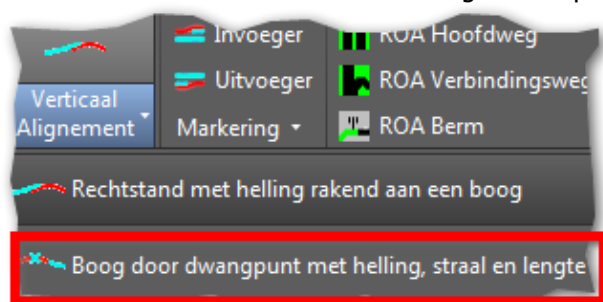 Invoeger
ROA Hoofdweg
Uitvoeger
ROA Verbindingsweg
Verticaal
Alignement
Markering
ROA Berm
Rechtstand met helling rakend aan een boog
Boog door dwangpunt met helling, straal en lengte